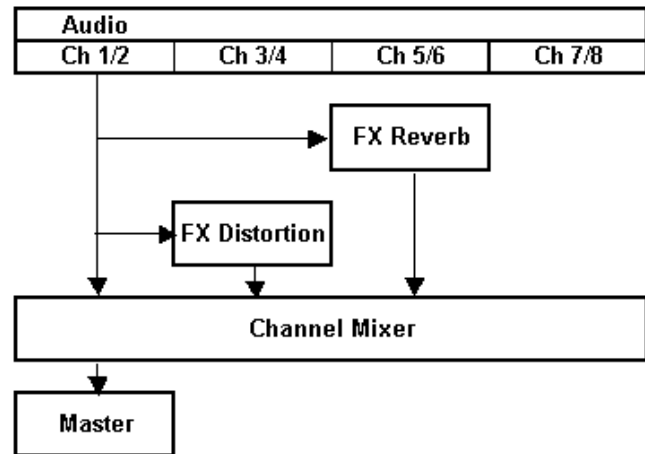 Audio
Ch 1/2 Ch 3/4 Ch 5/6 Ch 7/8
FX Reverb
FX Distortion
Channel Mixer
Master